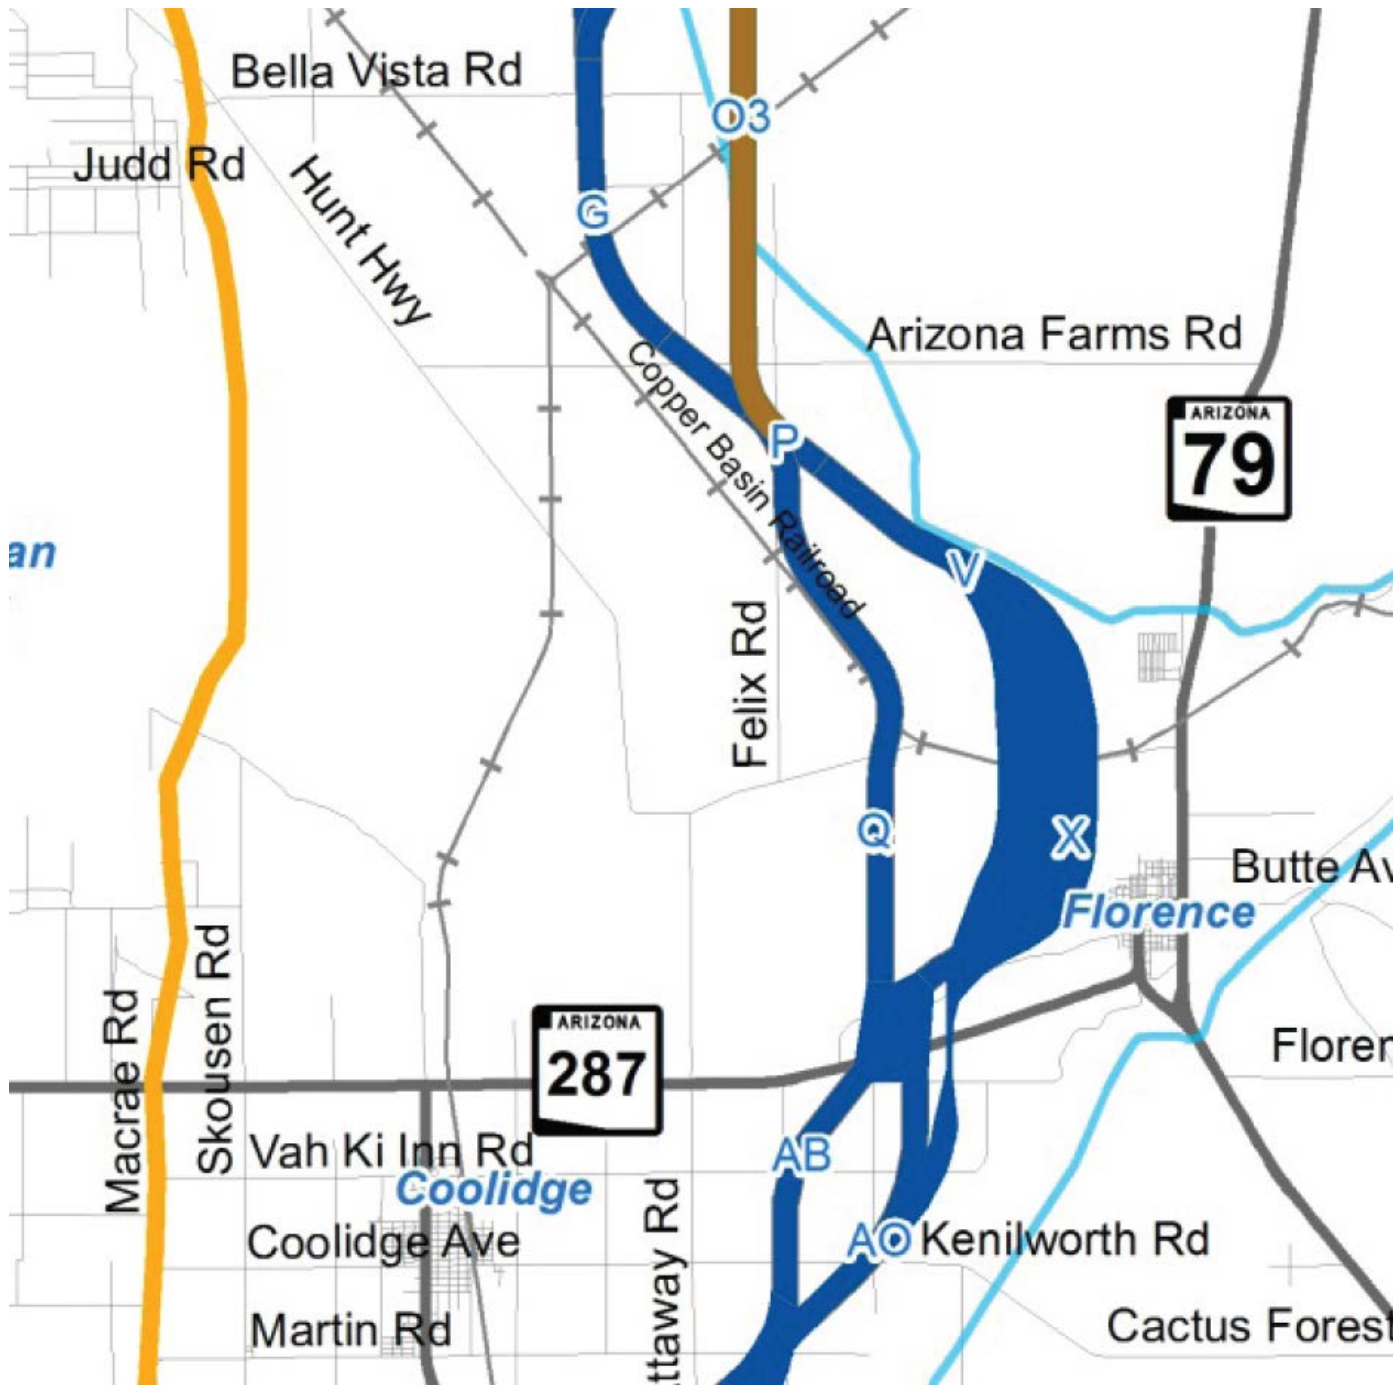 Bella Vista Rd
O3
Judd Rd
Hunt Hwy
G
Arizona Farms Rd
Copper Basin Railroad
P
ARIZONA
79
an
V
Felix Rd
Q
X
Butte Av
Florence
Skousen Rd
Macrae Rd
ARIZONA
287
Floren
Vah Ki Inn Rd
AB
Coolidge
ttaway Rd
Coolidge Ave
AO
Kenilworth Rd
Martin Rd
Cactus Forest